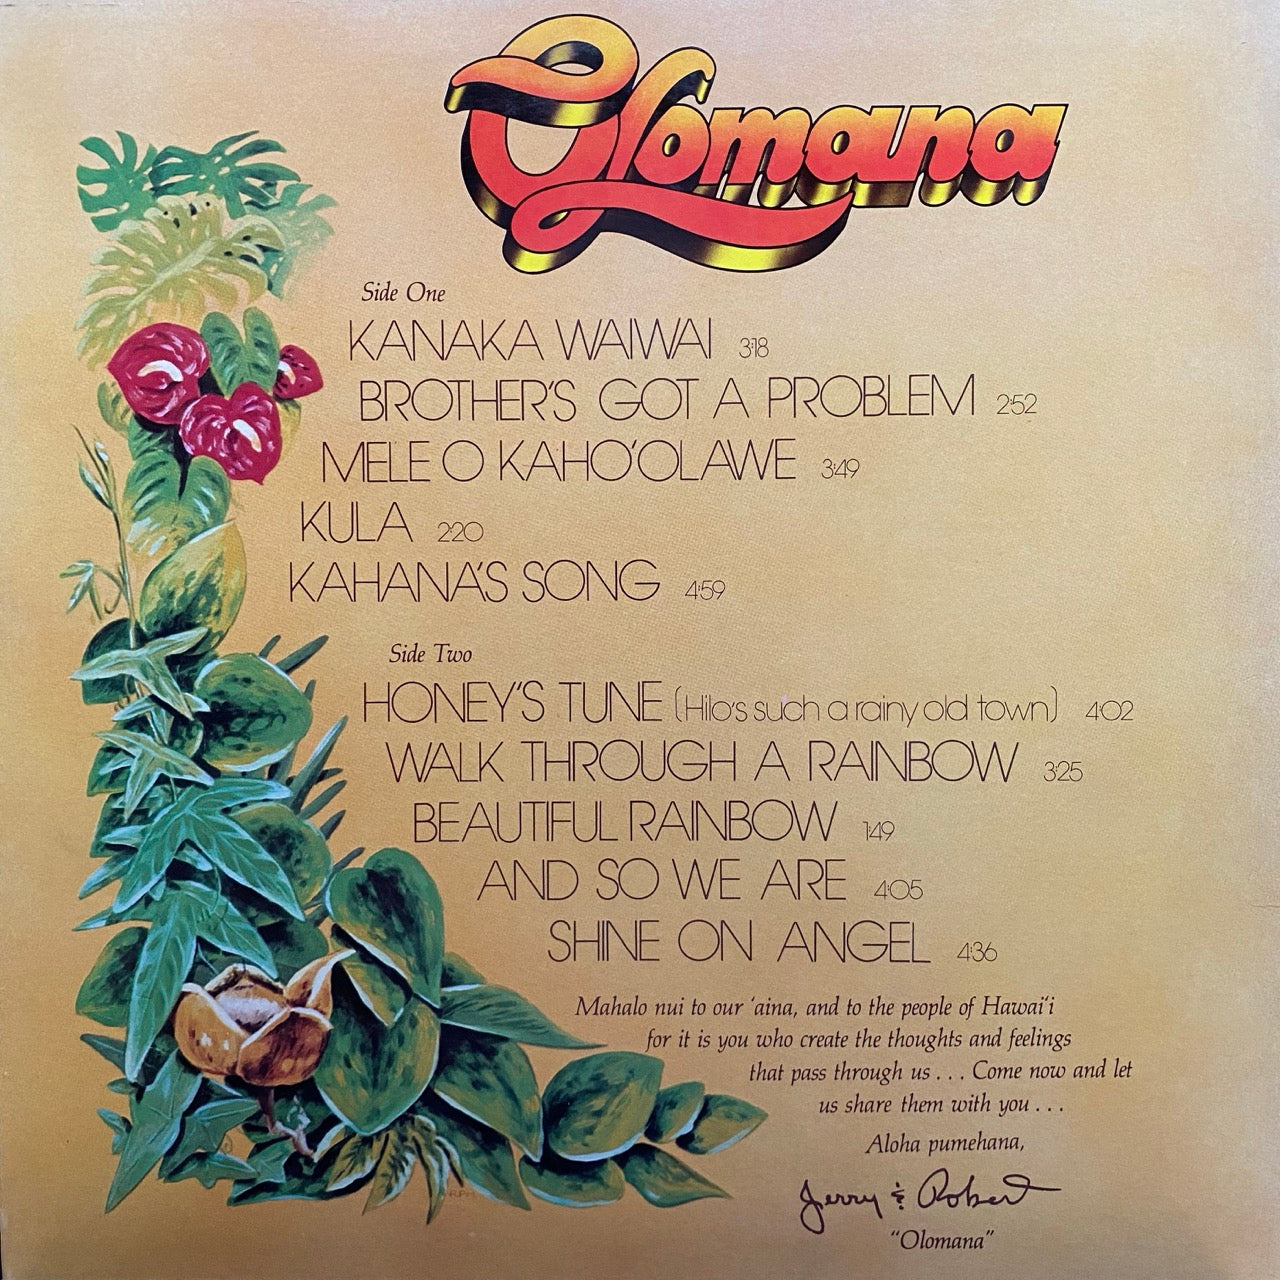 Olomana
Side One
KANAKA WAIWAI 3:18
BROTHER'S GOT A PROBLEM 2:52
MELE O KAHO'OLAWE 3:49
KULA 2:20
KAHANA'S SONG 4:59
Side Two
HONEY'S TUNE (Hilo's such a rainy old town) 4:02
WALK THROUGH A RAINBOW 3:25
BEAUTIFUL RAINBOW 1:49
AND SO WE ARE 4:05
SHINE ON ANGEL 4:36
Mahalo nui to our 'aina, and to the people of Hawai'i
for it is you who create the thoughts and feelings
that pass through us . . . Come now and let
us share them with you . . .
Aloha pumehana,
Jerry & Robert
"Olomana"